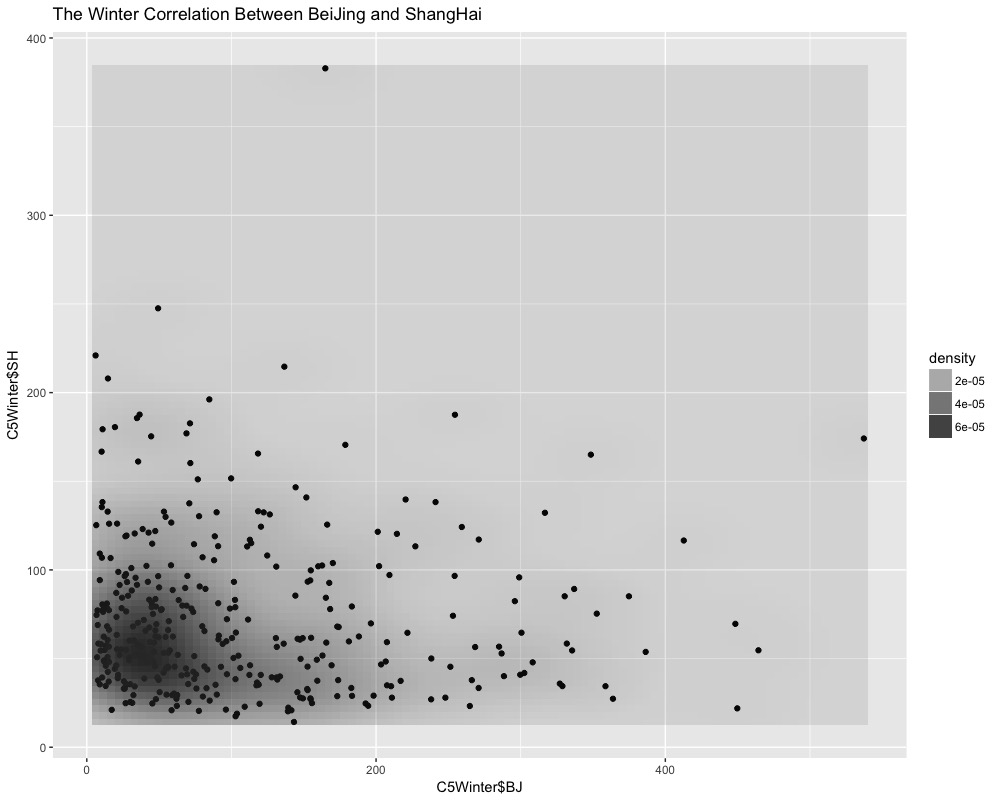 The Winter Correlation Between BeiJing and ShangHai
400
300
200
100
0
C5Winter$SH
0 200 400
C5Winter$BJ
density
2e-05
4e-05
6e-05